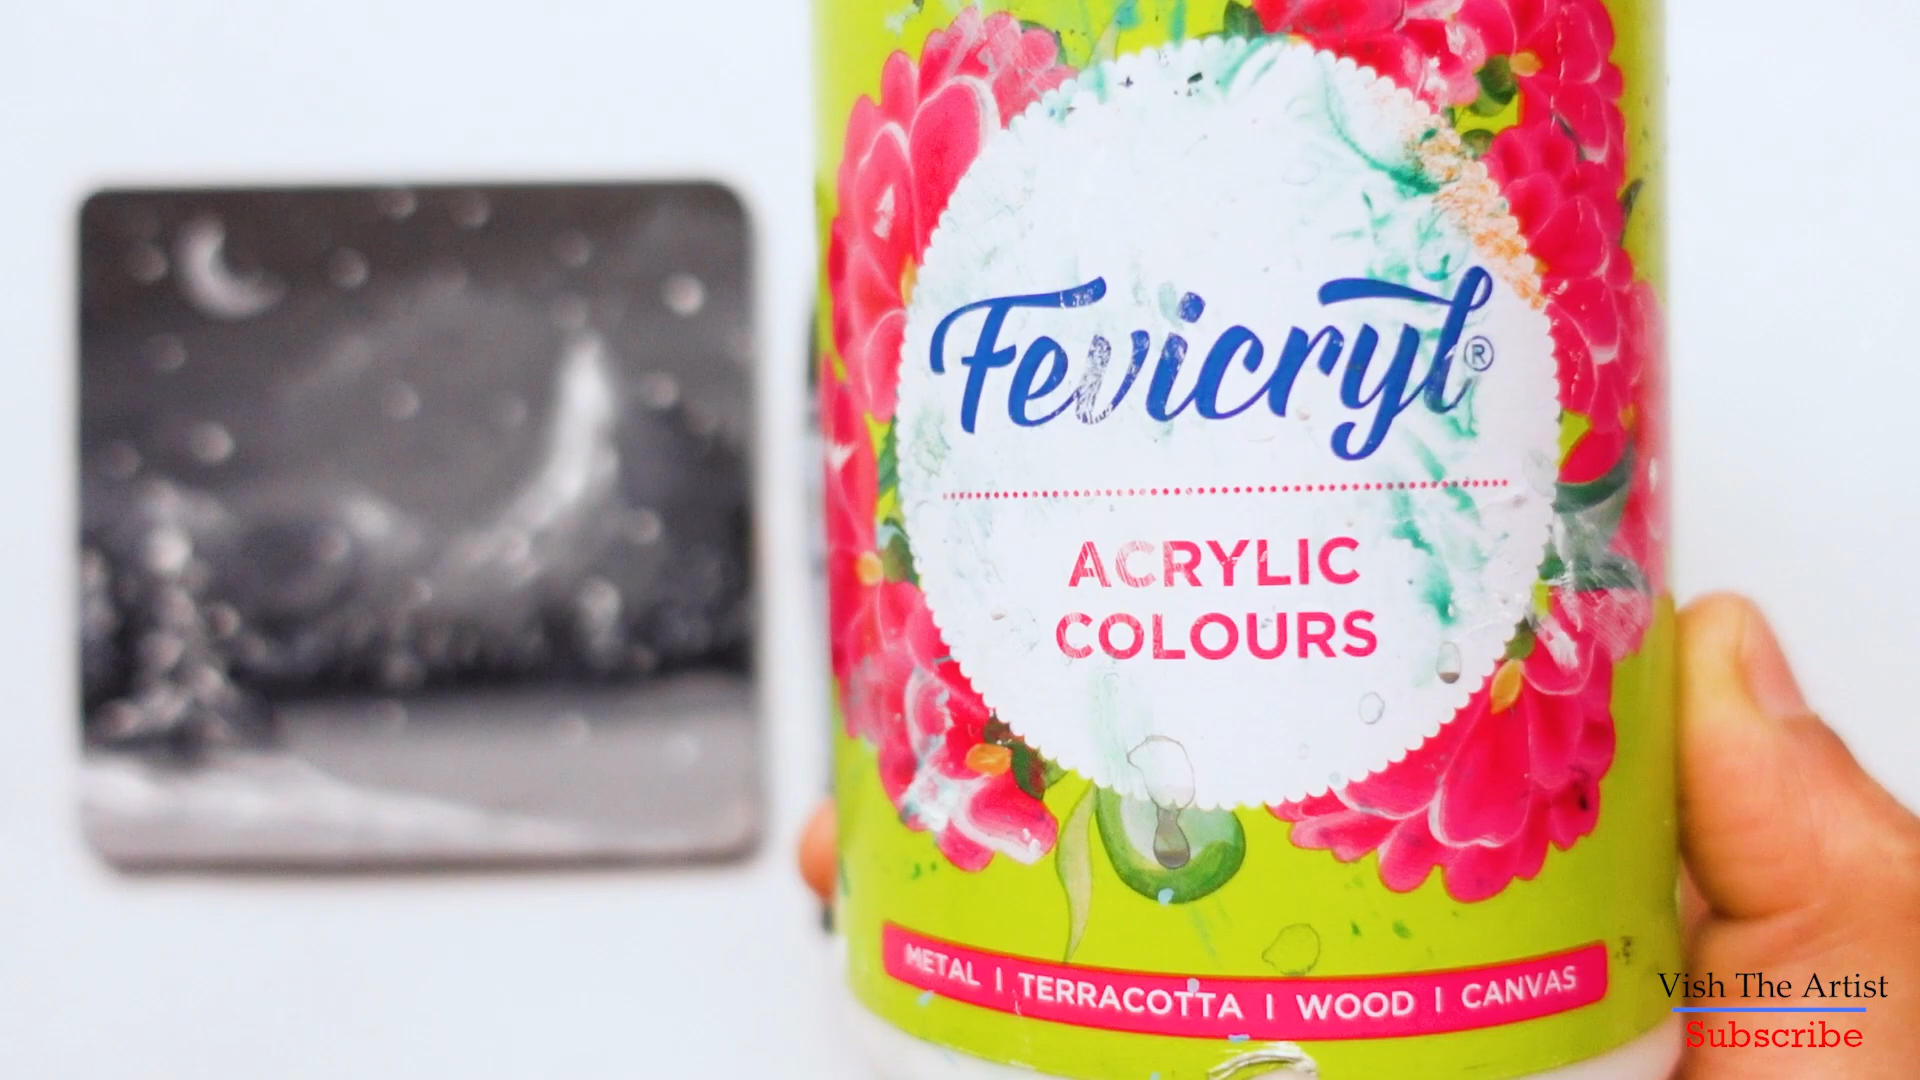 Fevicryl®
ACRYLIC
COLOURS
METAL | TERRACOTTA | WOOD | CANVAS
Vish The Artist
Subscribe